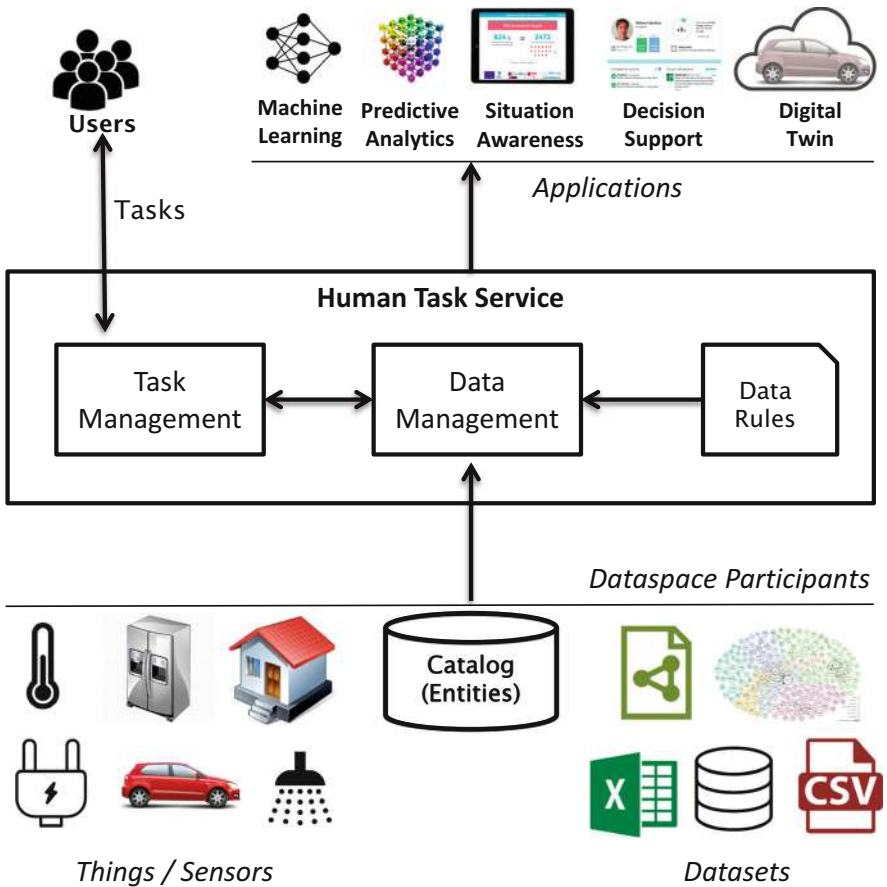 Users
Machine
Learning
Predictive
Analytics
Situation
Awareness
Decision
Support
Digital
Twin
Applications
Tasks
Human Task Service
Task
Management
Data
Management
Data
Rules
Dataspace Participants
Catalog
(Entities)
X
CSV
Things / Sensors
Datasets